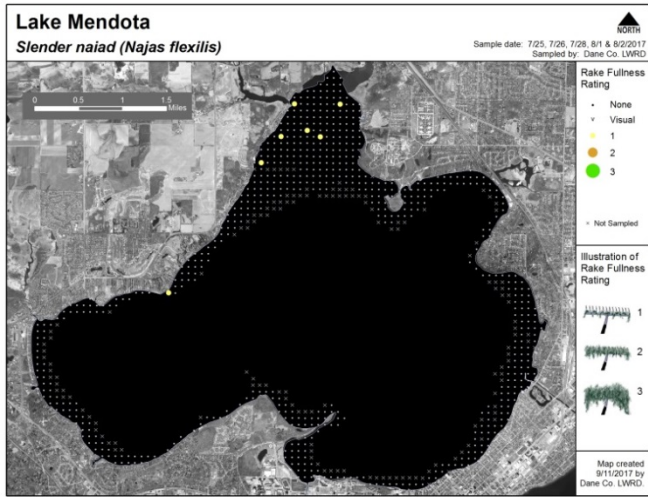 Lake Mendota
Slender naiad (Najas flexilis)
NORTH
Sample date: 7/25, 7/26, 7/28, 8/1 & 8/2/2017
Sampled by: Dane Co. LWRD
0 0.5 1 1.5
Miles
Rake Fullness
Rating
None
Visual
1
2
3
Not Sampled
Illustration of
Rake Fullness
Rating
1
2
3
Map created
9/11/2017 by
Dane Co. LWRD.